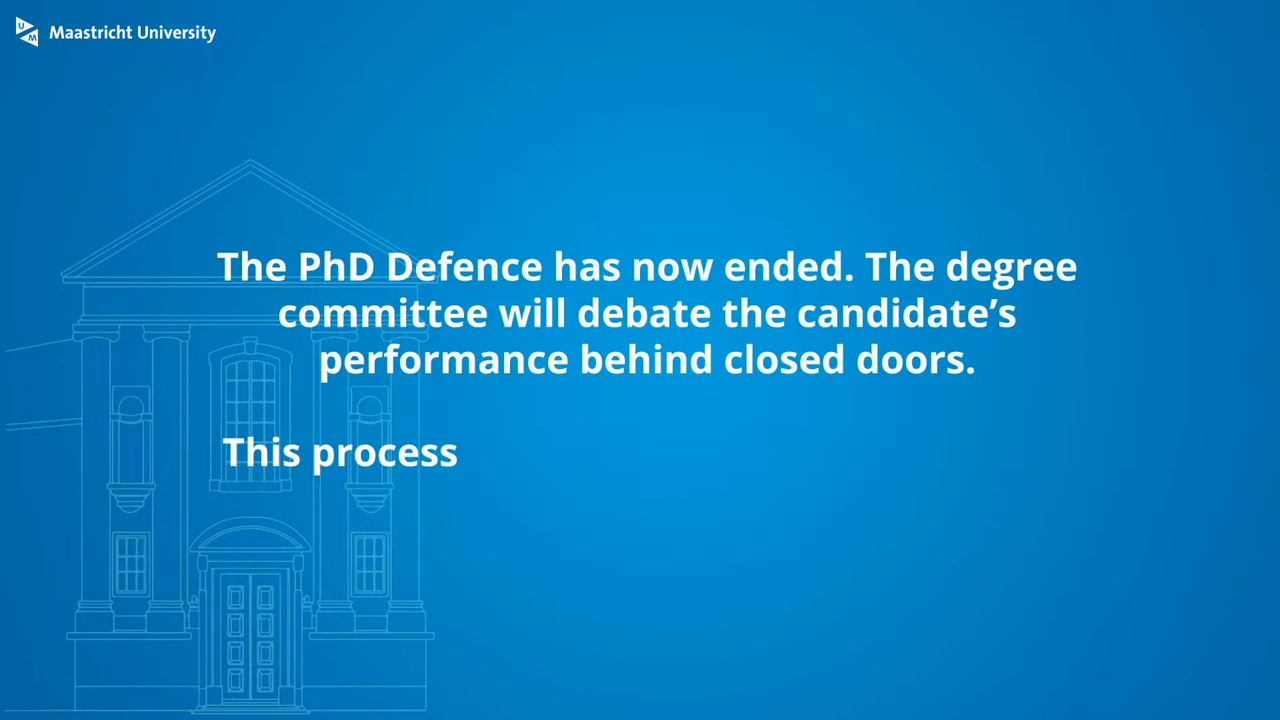 UM Maastricht University
The PhD Defence has now ended. The degree
committee will debate the candidate’s
performance behind closed doors.
This process